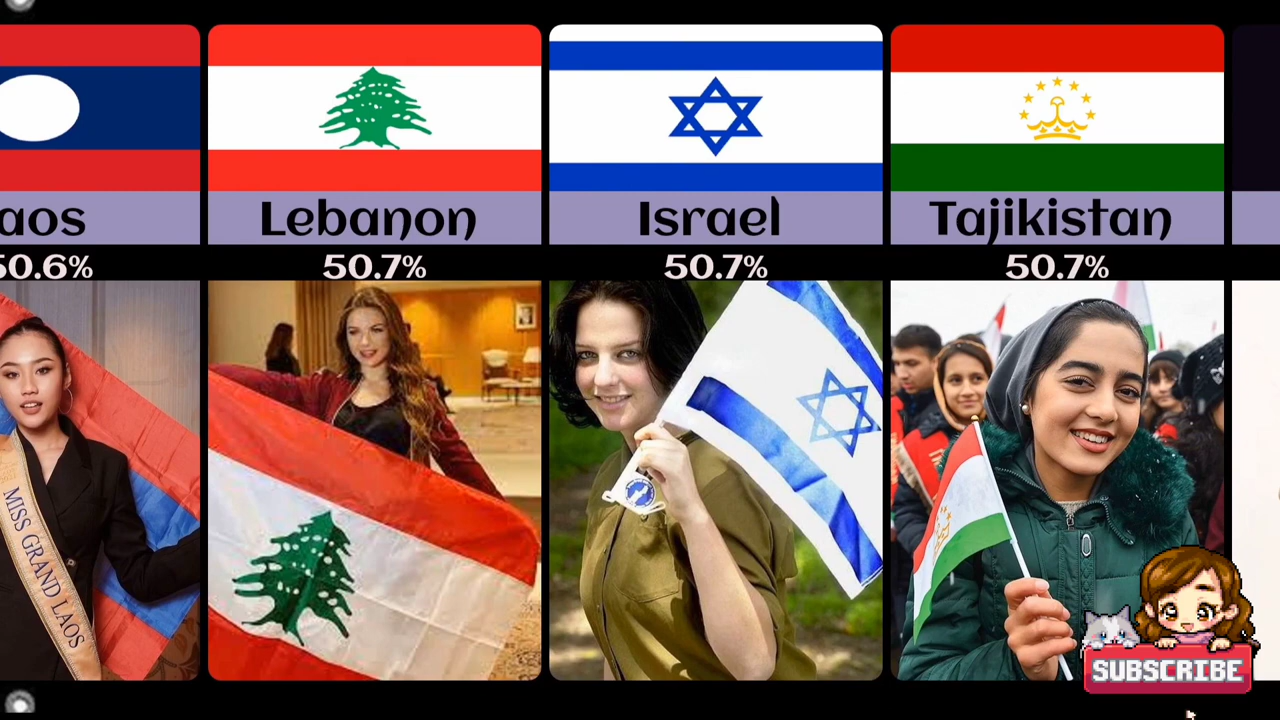 aos
Lebanon
Israel
Tajikistan
50.6%
50.7%
50.7%
50.7%
MISS GRAND LAOS
SUBSCRIBE